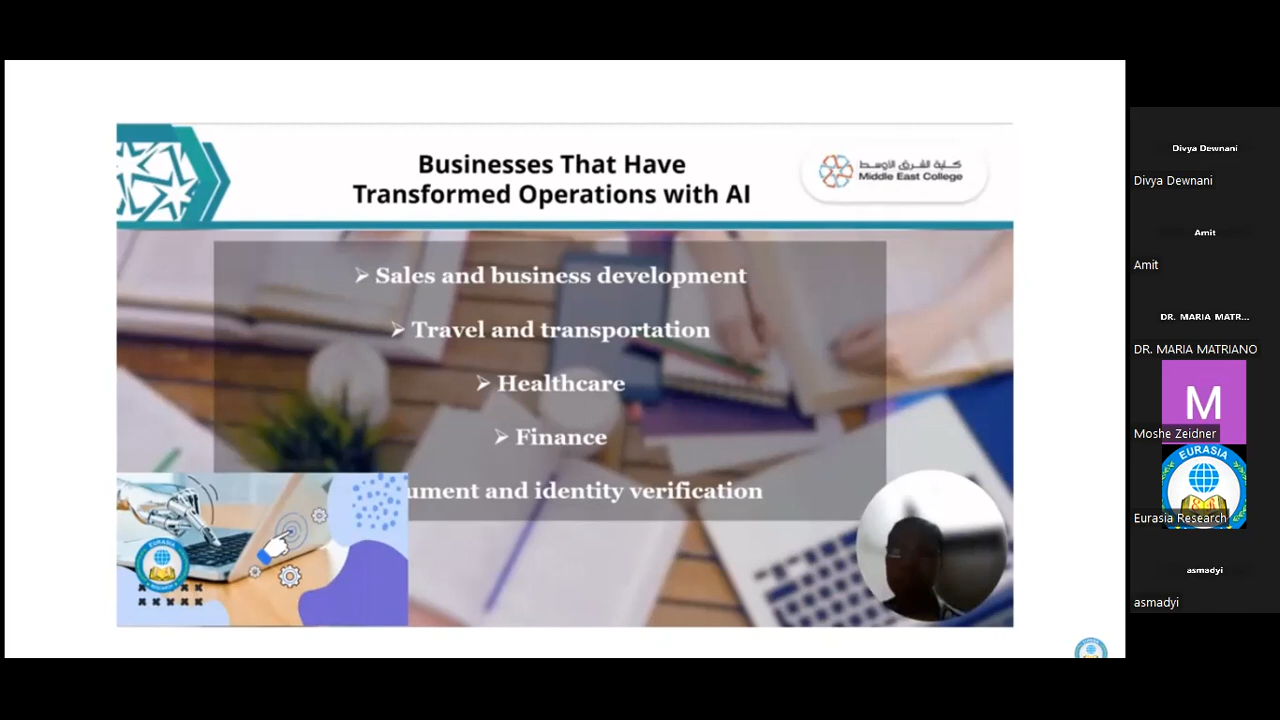 Businesses That Have
Transformed Operations with AI
كلية الشرق الأوسط
Middle East College
➢ Sales and business development
➢ Travel and transportation
➢ Healthcare
➢ Finance
and identity verification
EURASIA
Divya Dewnani
Divya Dewnani
Amit
Amit
DR. MARIA MATR...
DR. MARIA MATRIANO
M
Moshe Zeidner
EURASIA
Eurasia Research
asmadyi
asmadyi